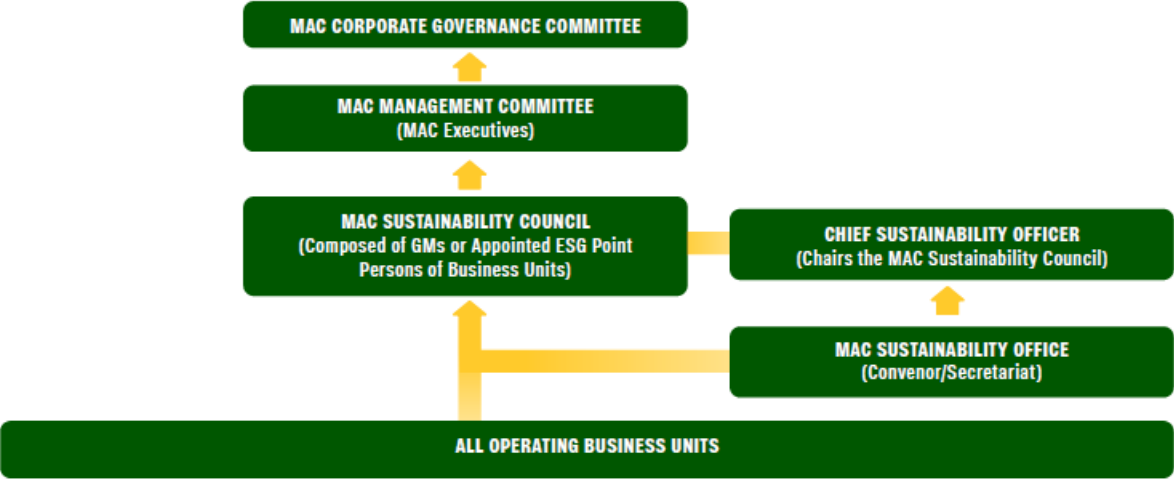 MAC CORPORATE GOVERNANCE COMMITTEE
MAC MANAGEMENT COMMITTEE
(MAC Executives)
MAC SUSTAINABILITY COUNCIL
(Composed of GMs or Appointed ESG Point
Persons of Business Units)
CHIEF SUSTAINABILITY OFFICER
(Chairs the MAC Sustainability Council)
MAC SUSTAINABILITY OFFICE
(Convenor/Secretariat)
ALL OPERATING BUSINESS UNITS